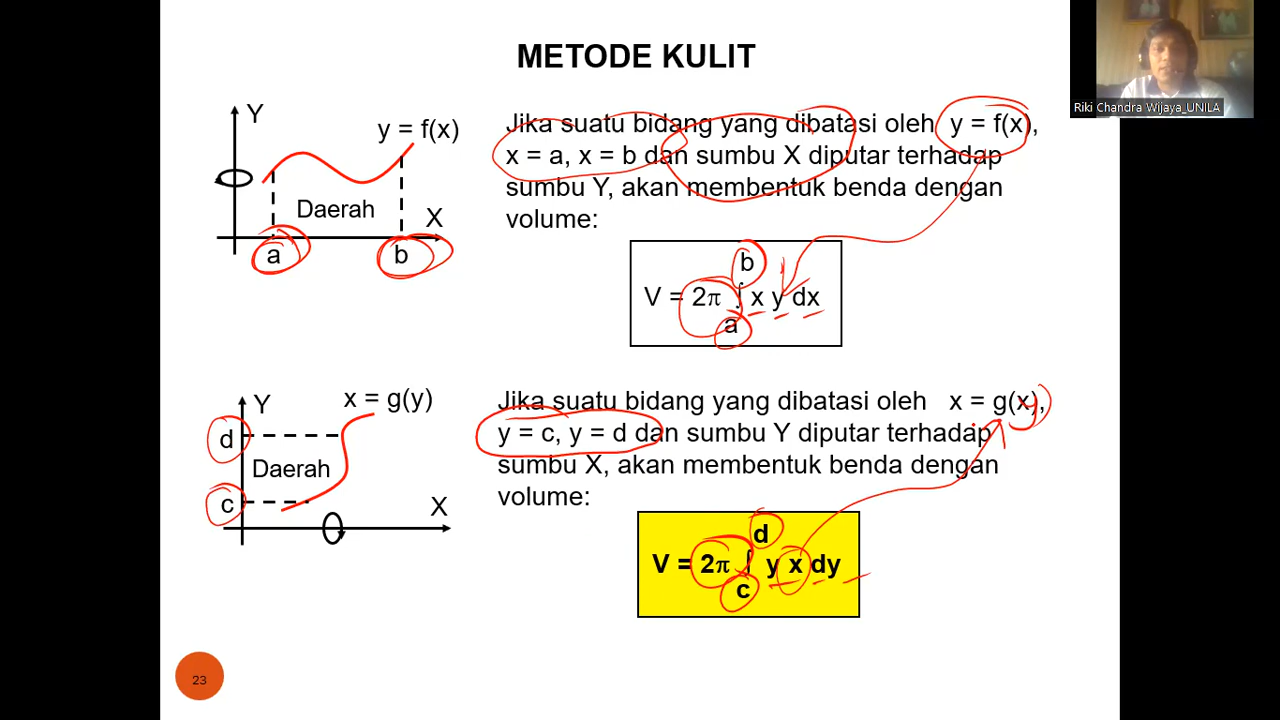 METODE KULIT
Riki Chandra Wijaya_UNILA
Y
y = f(x)
Daerah
X
a
b
Jika suatu bidang yang dibatasi oleh y = f(x),
x = a, x = b dan sumbu X diputar terhadap
sumbu Y, akan membentuk benda dengan
volume:
b
V = 2π ∫ x y dx
a
Y
x = g(y)
d
Daerah
c
X
Jika suatu bidang yang dibatasi oleh x = g(x),
y = c, y = d dan sumbu Y diputar terhadap
sumbu X, akan membentuk benda dengan
volume:
d
V = 2π ∫ y x dy
c
23